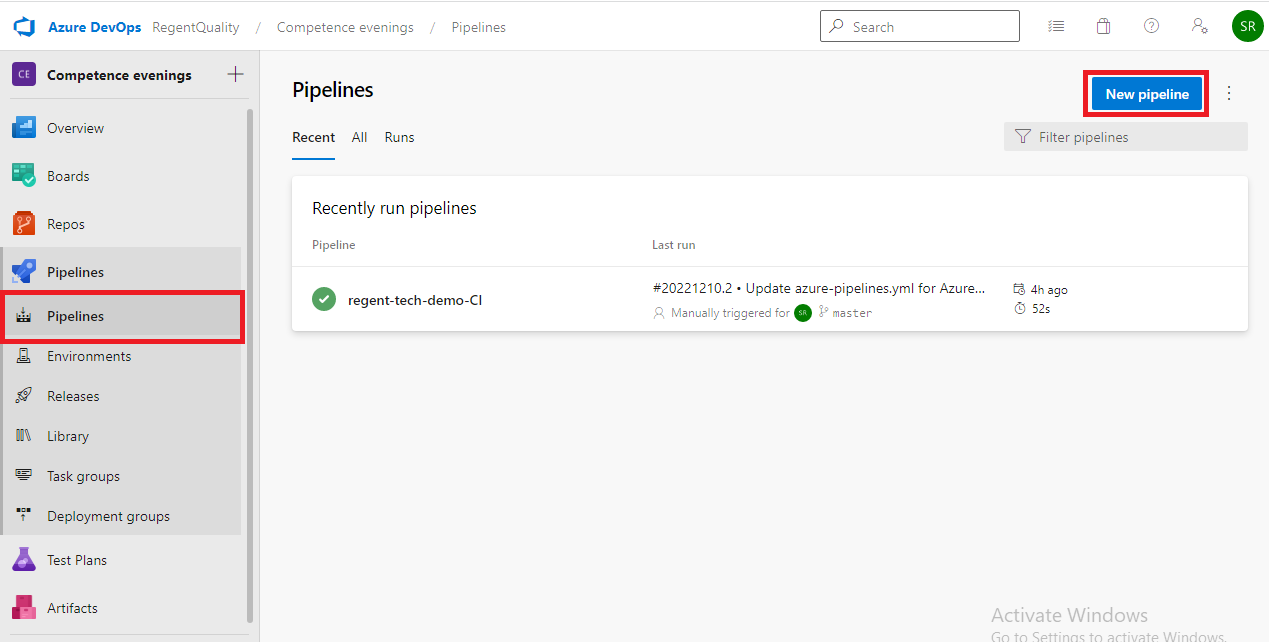 Azure DevOps RegentQuality / Competence evenings / Pipelines Search SR
CE Competence evenings
Overview
Boards
Repos
Pipelines
Pipelines
Environments
Releases
Library
Task groups
Deployment groups
Test Plans
Artifacts
Pipelines
New pipeline
Recent All Runs
Filter pipelines
Recently run pipelines
Pipeline Last run
regent-tech-demo-CI
#20221210.2 • Update azure-pipelines.yml for Azure... 4h ago
Manually triggered for SR master 52s
Activate Windows
Go to Settings to activate Windows.